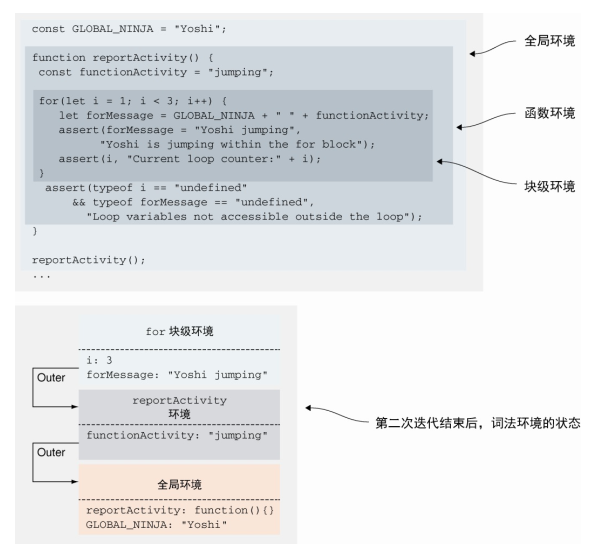 const GLOBAL_NINJA = "Yoshi";
全局环境
function reportActivity() {
const functionActivity = "jumping";
for(let i = 1; i < 3; i++) {
let forMessage = GLOBAL_NINJA + " " + functionActivity;
函数环境
assert(forMessage = "Yoshi jumping",
"Yoshi is jumping within the for block");
assert(i, "Current loop counter:" + i);
块级环境
}
assert(typeof i == "undefined"
&& typeof forMessage == "undefined",
"Loop variables not accessible outside the loop");
}
reportActivity();
...
for 块级环境
i: 3
forMessage: "Yoshi jumping"
Outer
reportActivity
环境
第二次迭代结束后，词法环境的状态
functionActivity: "jumping"
Outer
全局环境
reportActivity: function(){}
GLOBAL_NINJA: "Yoshi"